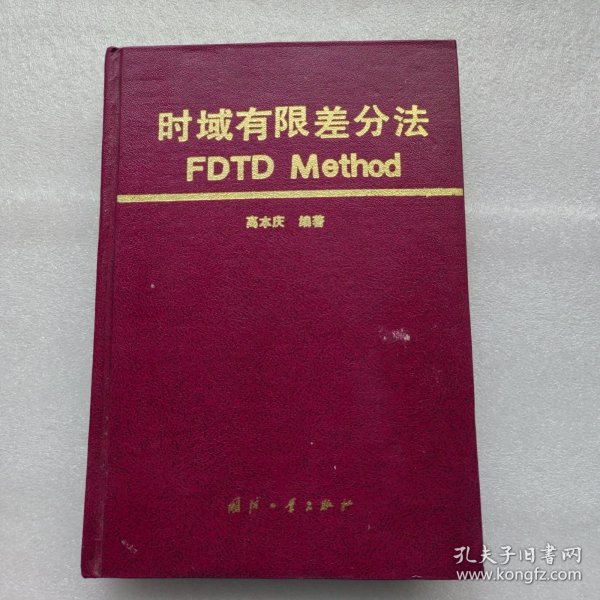 时域有限差分法
FDTD Method
高本庆 编著
国防工业出版社
孔夫子旧書网
www.kongfz.com